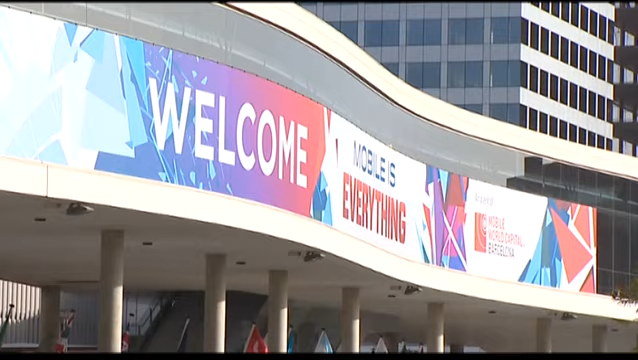 WELCOME
MOBILE IS
EVERYTHING
MOBILE
WORLD CAPITAL
BARCELONA